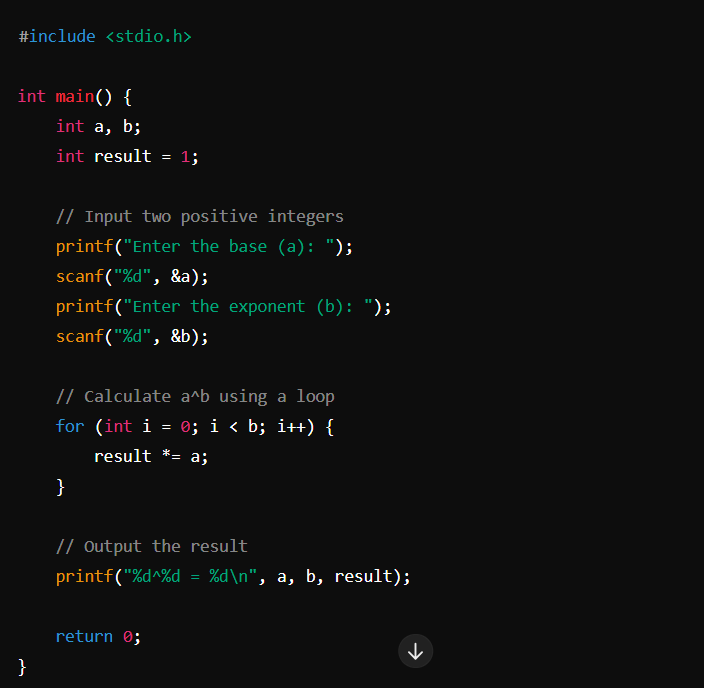 #include <stdio.h>
int main() {
    int a, b;
    int result = 1;
    // Input two positive integers
    printf("Enter the base (a): ");
    scanf("%d", &a);
    printf("Enter the exponent (b): ");
    scanf("%d", &b);
    // Calculate a^b using a loop
    for (int i = 0; i < b; i++) {
        result *= a;
    }
    // Output the result
    printf("%d^%d = %d\n", a, b, result);
    return 0;
}